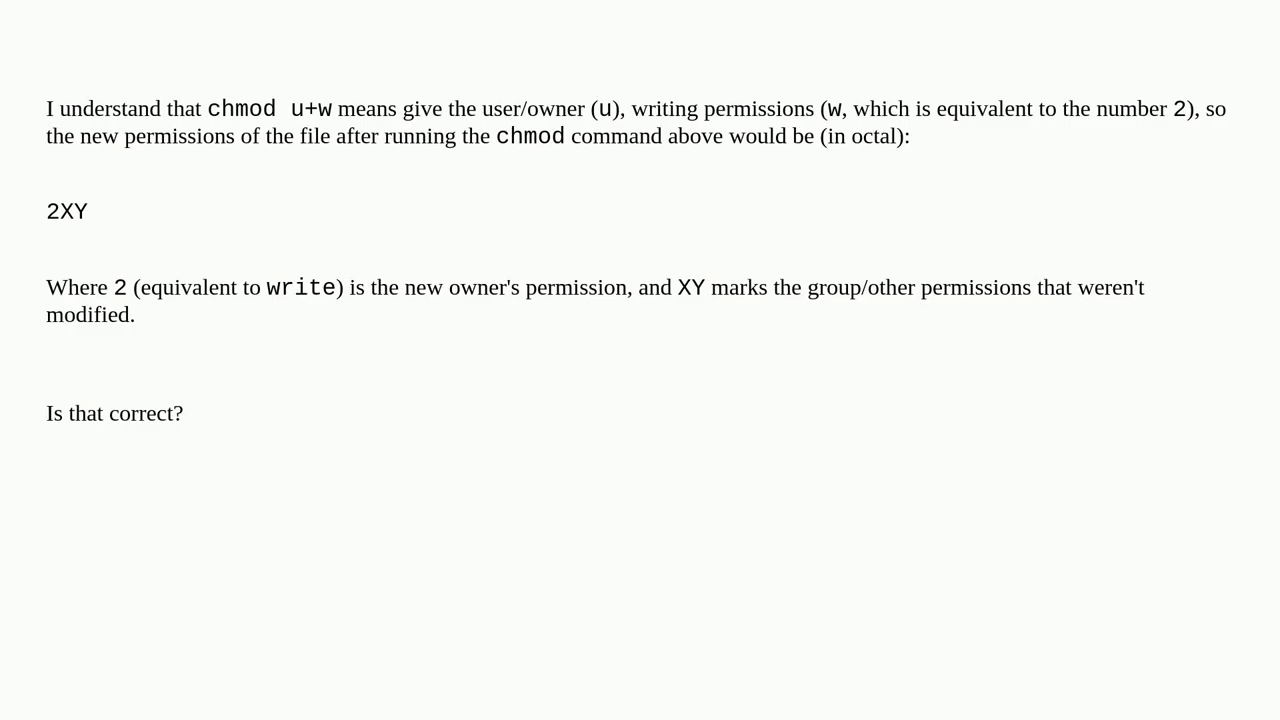 I understand that chmod u+w means give the user/owner (u), writing permissions (w, which is equivalent to the number 2), so
the new permissions of the file after running the chmod command above would be (in octal):
2XY
Where 2 (equivalent to write) is the new owner's permission, and XY marks the group/other permissions that weren't
modified.
Is that correct?